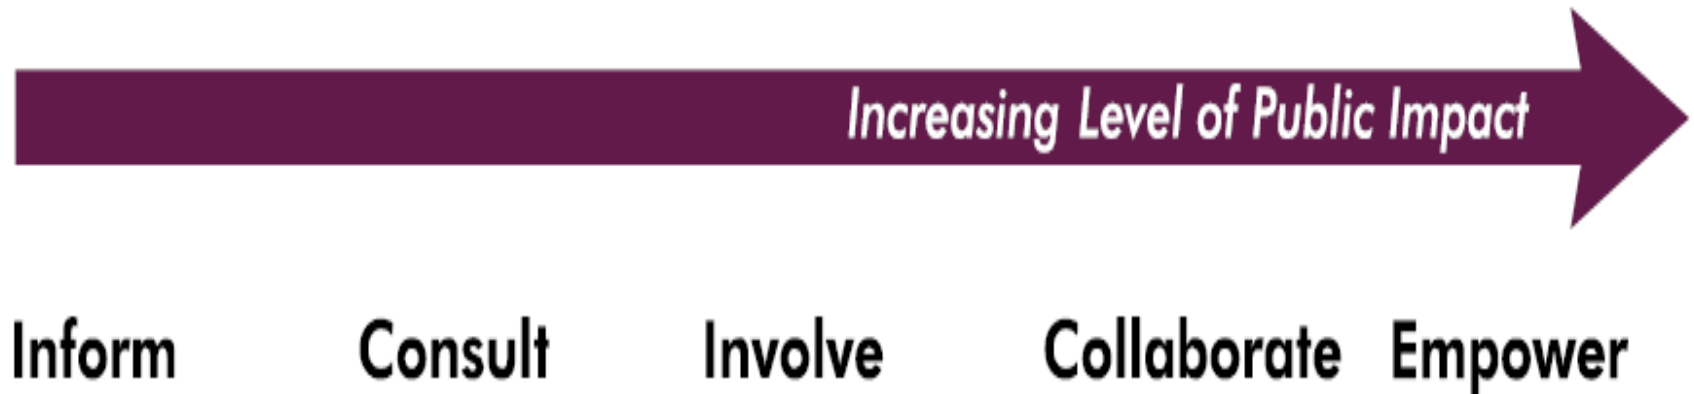 Increasing Level of Public Impact
Inform Consult Involve Collaborate Empower